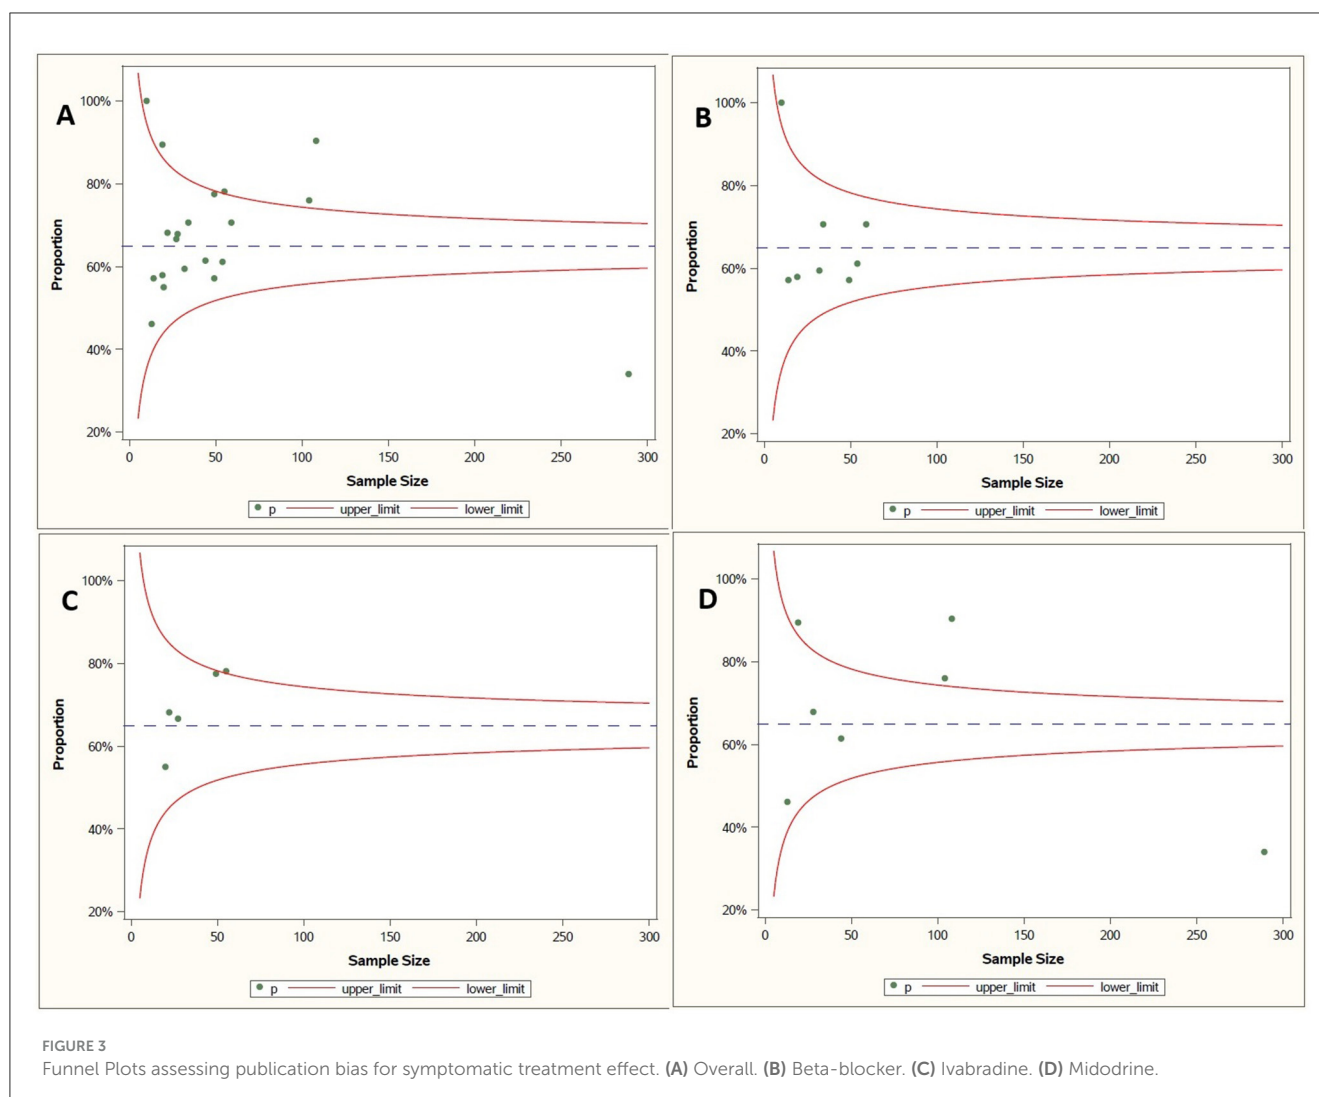 A
100%
80%
60%
40%
20%
Proportion
0 50 100 150 200 250 300
Sample Size
p upper_limit lower_limit
B
100%
80%
60%
40%
20%
Proportion
0 50 100 150 200 250 300
Sample Size
p upper_limit lower_limit
C
100%
80%
60%
40%
20%
Proportion
0 50 100 150 200 250 300
Sample Size
p upper_limit lower_limit
D
100%
80%
60%
40%
20%
Proportion
0 50 100 150 200 250 300
Sample Size
p upper_limit lower_limit
FIGURE 3
Funnel Plots assessing publication bias for symptomatic treatment effect. (A) Overall. (B) Beta-blocker. (C) Ivabradine. (D) Midodrine.